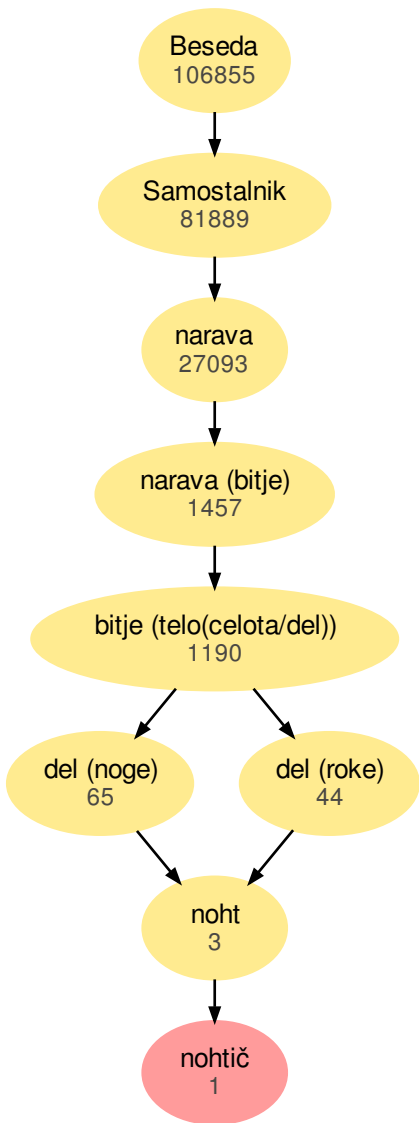 Beseda
106855
Samostalnik
81889
narava
27093
narava (bitje)
1457
bitje (telo(celota/del))
1190
del (noge)
65
del (roke)
44
noht
3
nohtič
1